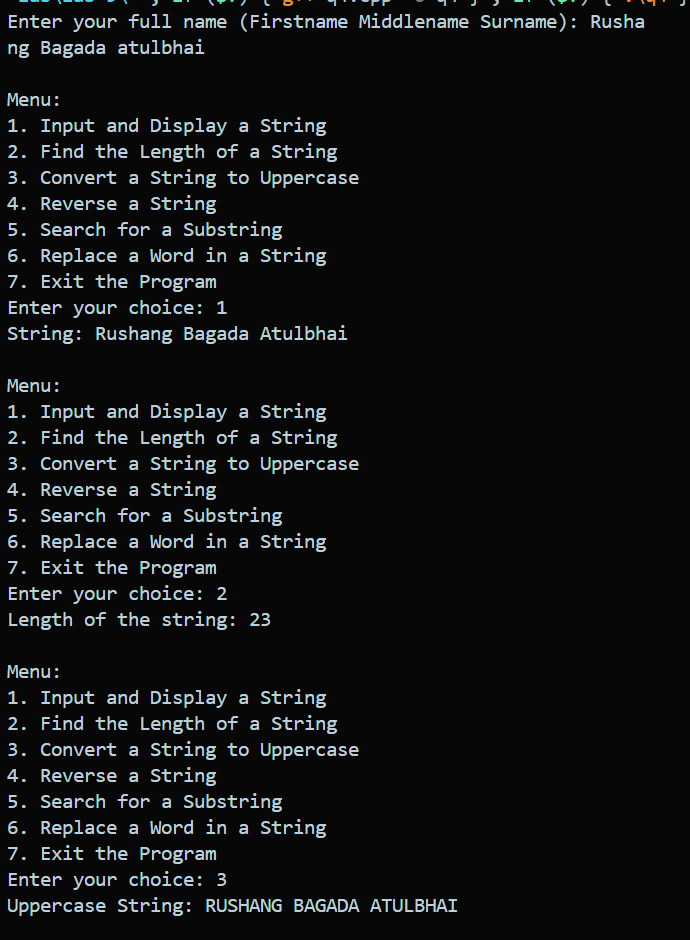 Enter your full name (Firstname Middlename Surname): Rusha
ng Bagada atulbhai
Menu:
1. Input and Display a String
2. Find the Length of a String
3. Convert a String to Uppercase
4. Reverse a String
5. Search for a Substring
6. Replace a Word in a String
7. Exit the Program
Enter your choice: 1
String: Rushang Bagada Atulbhai
Menu:
1. Input and Display a String
2. Find the Length of a String
3. Convert a String to Uppercase
4. Reverse a String
5. Search for a Substring
6. Replace a Word in a String
7. Exit the Program
Enter your choice: 2
Length of the string: 23
Menu:
1. Input and Display a String
2. Find the Length of a String
3. Convert a String to Uppercase
4. Reverse a String
5. Search for a Substring
6. Replace a Word in a String
7. Exit the Program
Enter your choice: 3
Uppercase String: RUSHANG BAGADA ATULBHAI